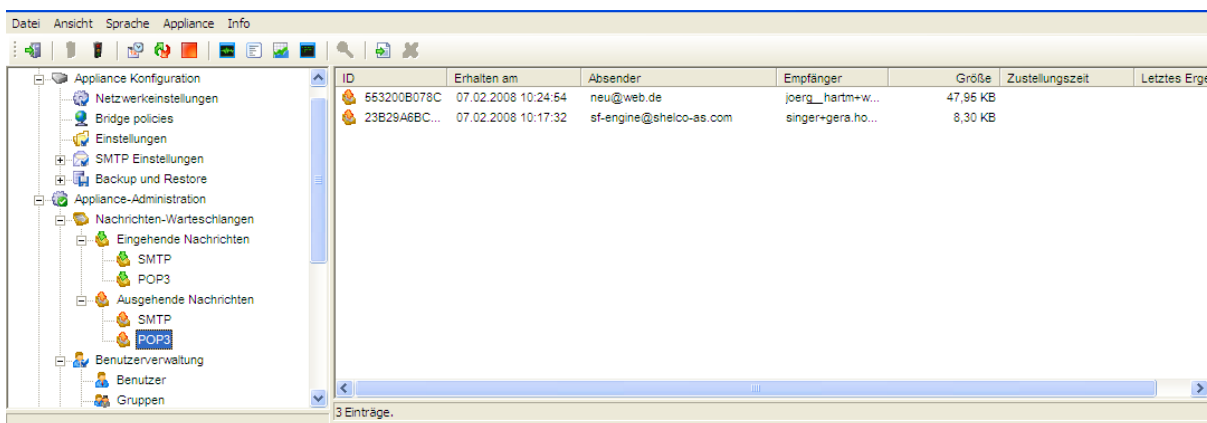 Datei Ansicht Sprache Appliance Info
Appliance Konfiguration
Netzwerkeinstellungen
Bridge policies
Einstellungen
SMTP Einstellungen
Backup und Restore
Appliance-Administration
Nachrichten-Warteschlangen
Eingehende Nachrichten
SMTP
POP3
Ausgehende Nachrichten
SMTP
POP3
Benutzerverwaltung
Benutzer
Gruppen
ID Erhalten am Absender Empfänger Größe Zustellungszeit Letztes Erge
553200B078C 07.02.2008 10:24:54 neu@web.de joerg__hartm+w... 47,95 KB
23B29A6BC... 07.02.2008 10:17:32 sf-engine@shelco-as.com singer+gera.ho... 8,30 KB
3 Einträge.